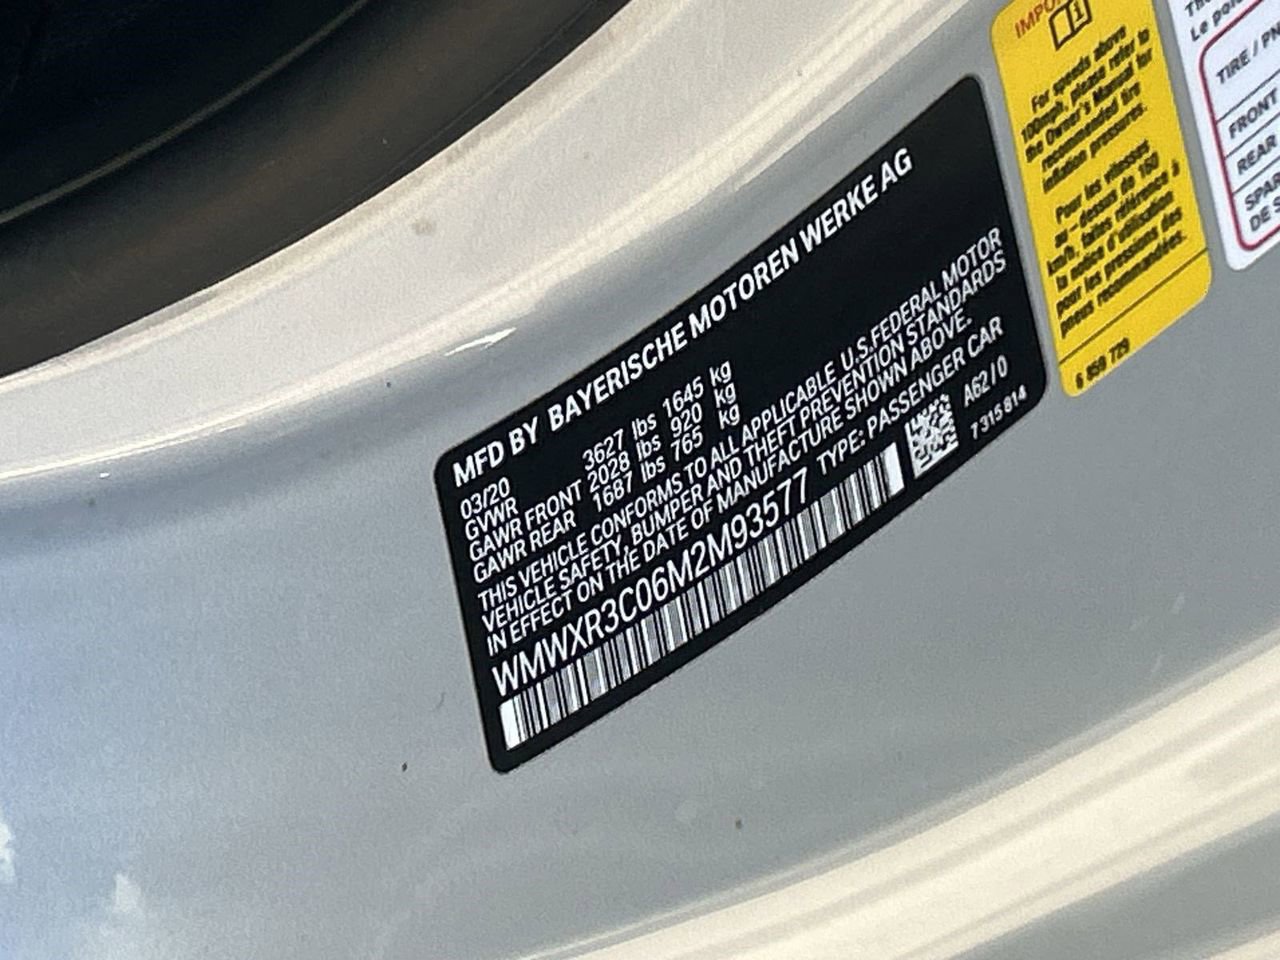 MFD BY BAYERISCHE MOTOREN WERKE AG
03/20
GVWR 3627 lbs 1645 kg
GAWR FRONT 2028 lbs 920 kg
GAWR REAR 1687 lbs 765 kg
THIS VEHICLE CONFORMS TO ALL APPLICABLE U.S.FEDERAL MOTOR
VEHICLE SAFETY, BUMPER AND THEFT PREVENTION STANDARDS
IN EFFECT ON THE DATE OF MANUFACTURE SHOWN ABOVE.
WMWXR3C06M2M93577 TYPE: PASSENGER CAR
A62/0
7315814
i
For speeds above
100mph, please refer to
the Owner's Manual for
recommended tire
inflation pressures.
Pour les vitesses
au - dessus de 160
km/h, faites référence à
la notice d'utilisation
pour les pressions des
pneus recommandées.
6 859 729
TIRE /
FRONT
REAR